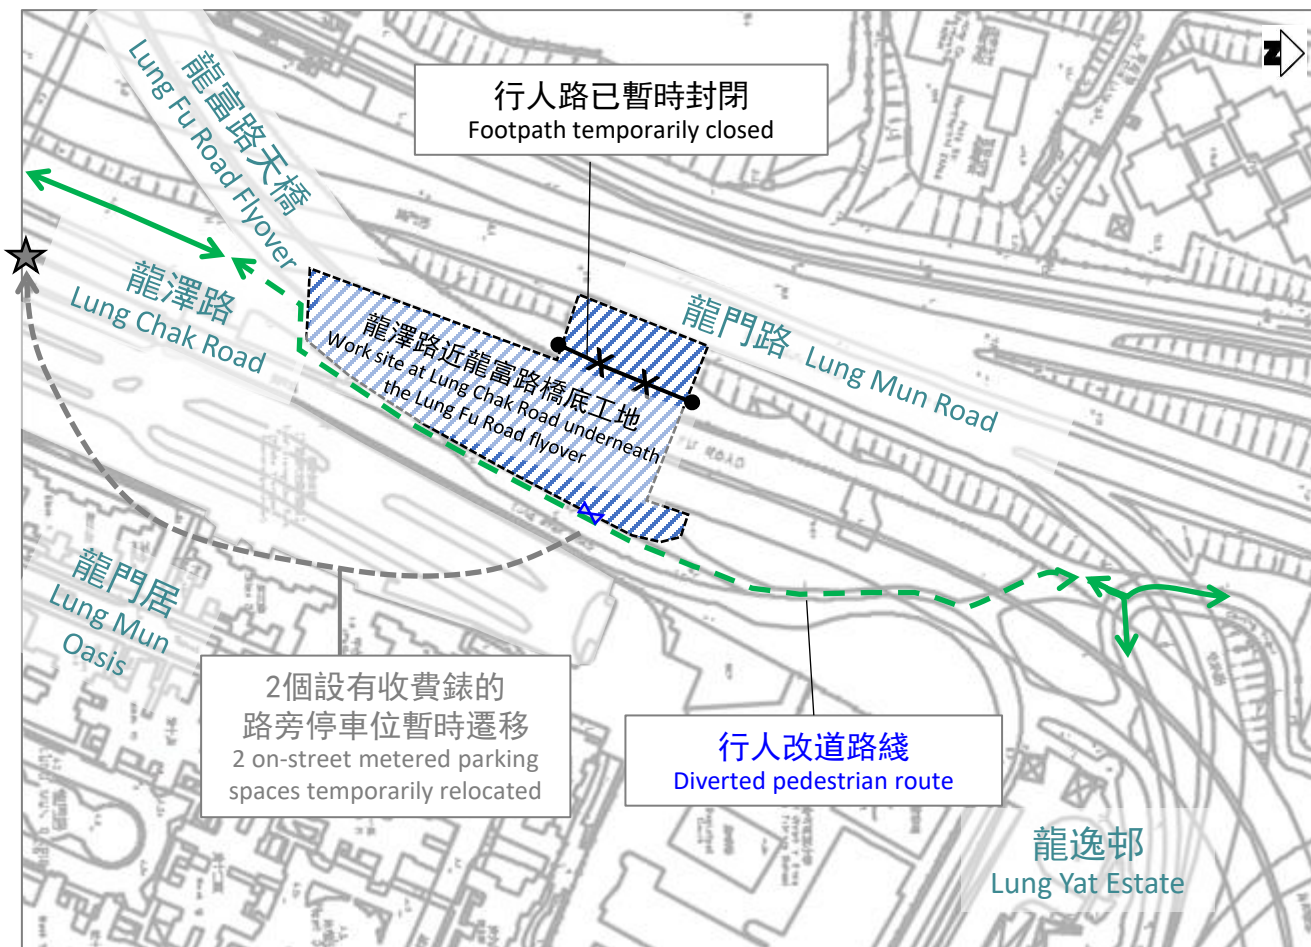 龍富路天橋
Lung Fu Road Flyover
行人路已暫時封閉
Footpath temporarily closed
N
龍澤路
Lung Chak Road
龍門路 Lung Mun Road
龍澤路近龍富路橋底工地
Work site at Lung Chak Road underneath
the Lung Fu Road flyover
龍門居
Lung Mun
Oasis
2個設有收費錶的
路旁停車位暫時遷移
2 on-street metered parking
spaces temporarily relocated
行人改道路綫
Diverted pedestrian route
龍逸邨
Lung Yat Estate